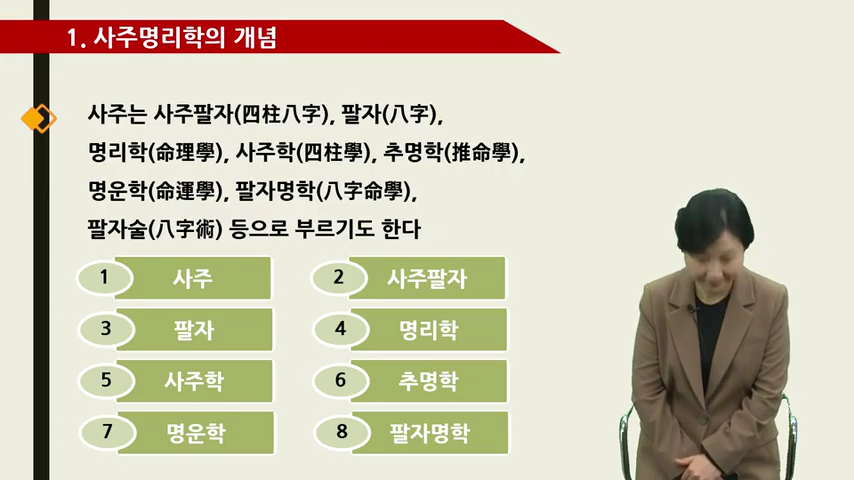 1. 사주명리학의 개념
사주는 사주팔자(四柱八字), 팔자(八字),
명리학(命理學), 사주학(四柱學), 추명학(推命學),
명운학(命運學), 팔자명학(八字命學),
팔자술(八字術) 등으로 부르기도 한다
1 사주
2 사주팔자
3 팔자
4 명리학
5 사주학
6 추명학
7 명운학
8 팔자명학